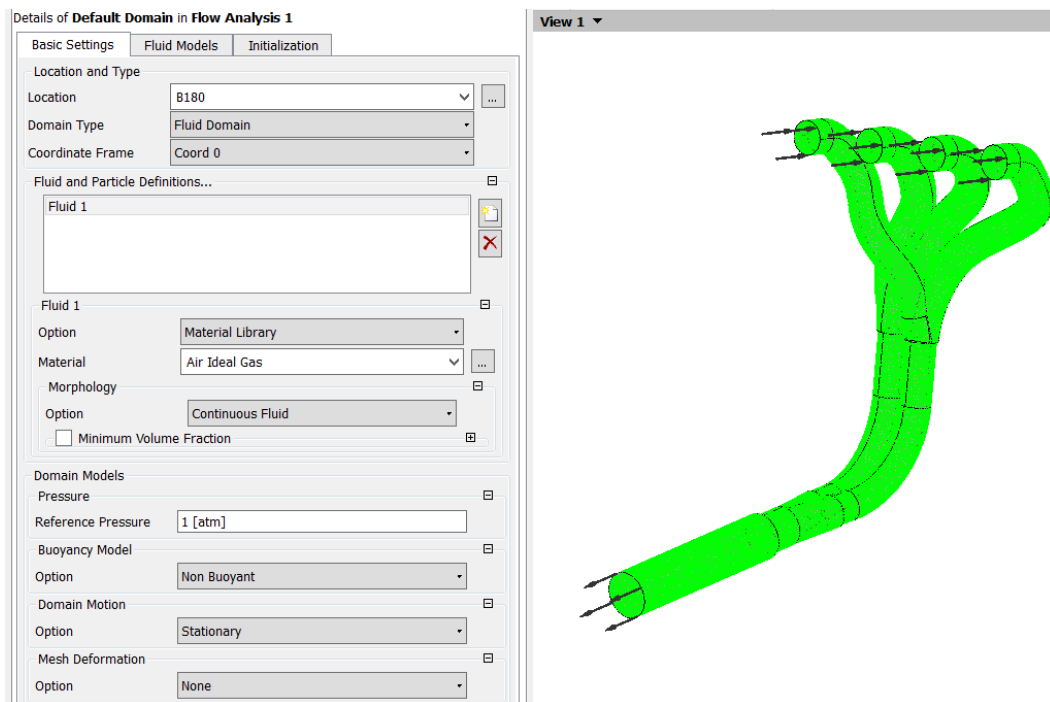 Details of Default Domain in Flow Analysis 1
Basic Settings Fluid Models Initialization
Location and Type
Location B180 ...
Domain Type Fluid Domain
Coordinate Frame Coord 0
Fluid and Particle Definitions...
Fluid 1
Fluid 1
Option Material Library
Material Air Ideal Gas ...
Morphology
Option Continuous Fluid
Minimum Volume Fraction
Domain Models
Pressure
Reference Pressure 1 [atm]
Buoyancy Model
Option Non Buoyant
Domain Motion
Option Stationary
Mesh Deformation
Option None
View 1